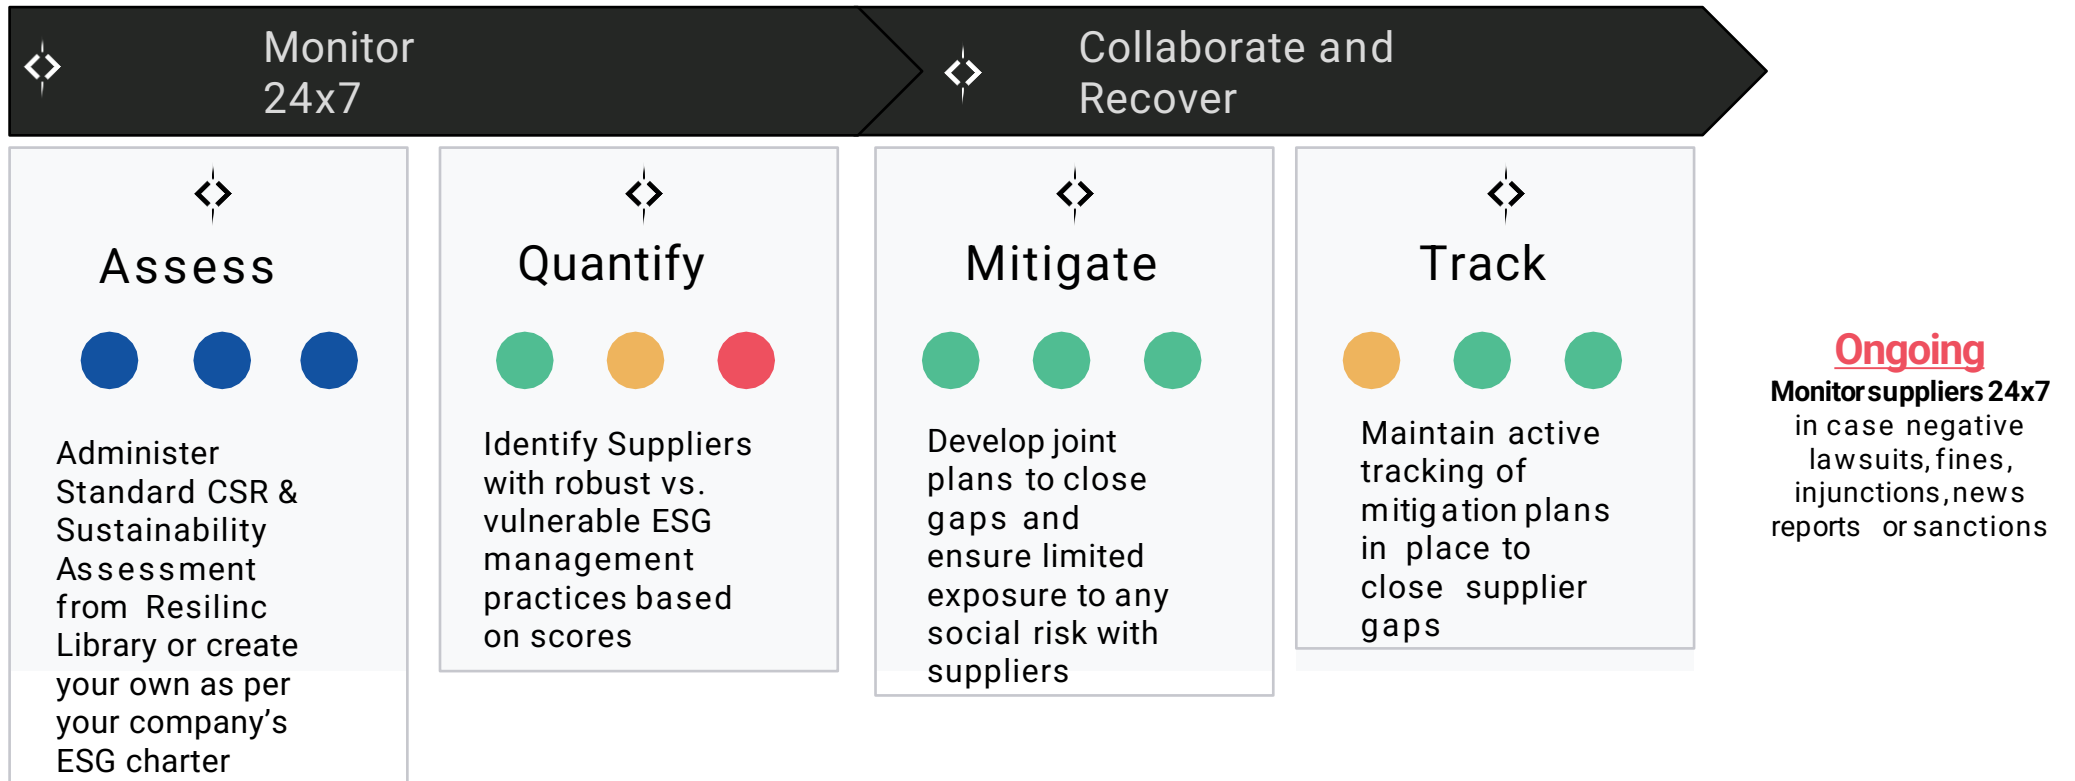 Monitor
24x7
Collaborate and
Recover
Assess
Administer
Standard CSR &
Sustainability
Assessment
from Resilinc
Library or create
your own as per
your company’s
ESG charter
Quantify
Identify Suppliers
with robust vs.
vulnerable ESG
management
practices based
on scores
Mitigate
Develop joint
plans to close
gaps and
ensure limited
exposure to any
social risk with
suppliers
Track
Maintain active
tracking of
mitigation plans
in place to
close supplier
gaps
Ongoing
Monitor suppliers 24x7
in case negative
lawsuits, fines,
injunctions, news
reports or sanctions